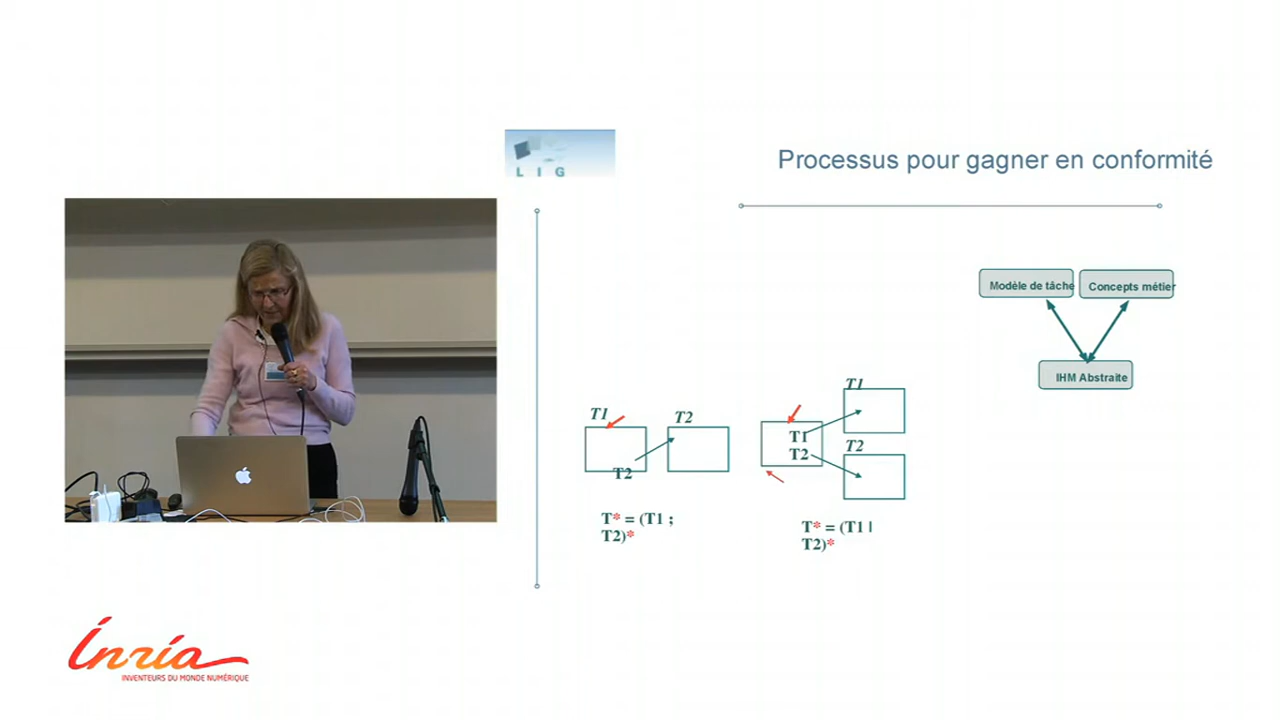 L I G
Processus pour gagner en conformité
Modèle de tâche
Concepts métier
IHM Abstraite
T1
T2
T2
T* = (T1 ;
T2)*
T1
T1
T2
T2
T* = (T1 |
T2)*
Inria
INVENTEURS DU MONDE NUMÉRIQUE